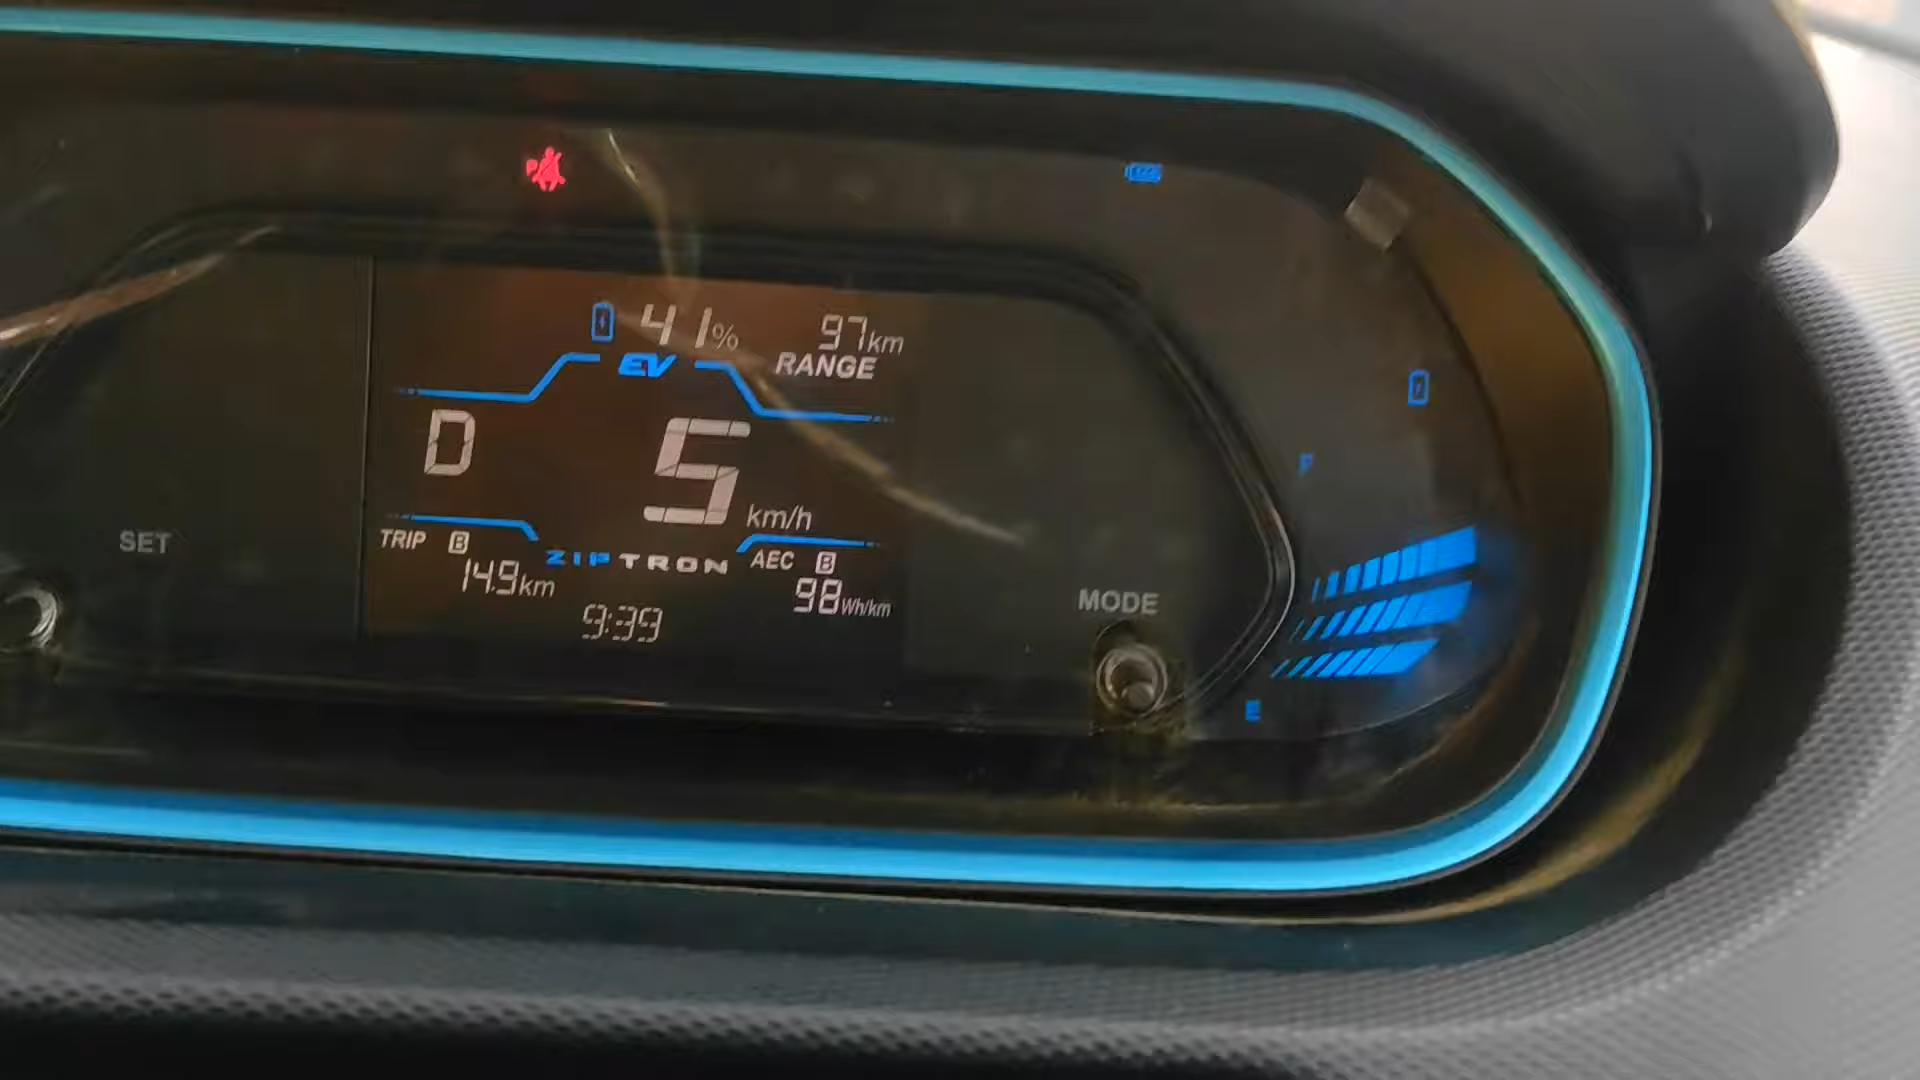 41%
97km
RANGE
EV
D
5 km/h
F
SET
TRIP B
14.9km
ZIPTRON
AEC B
98Wh/km
9:39
MODE
E